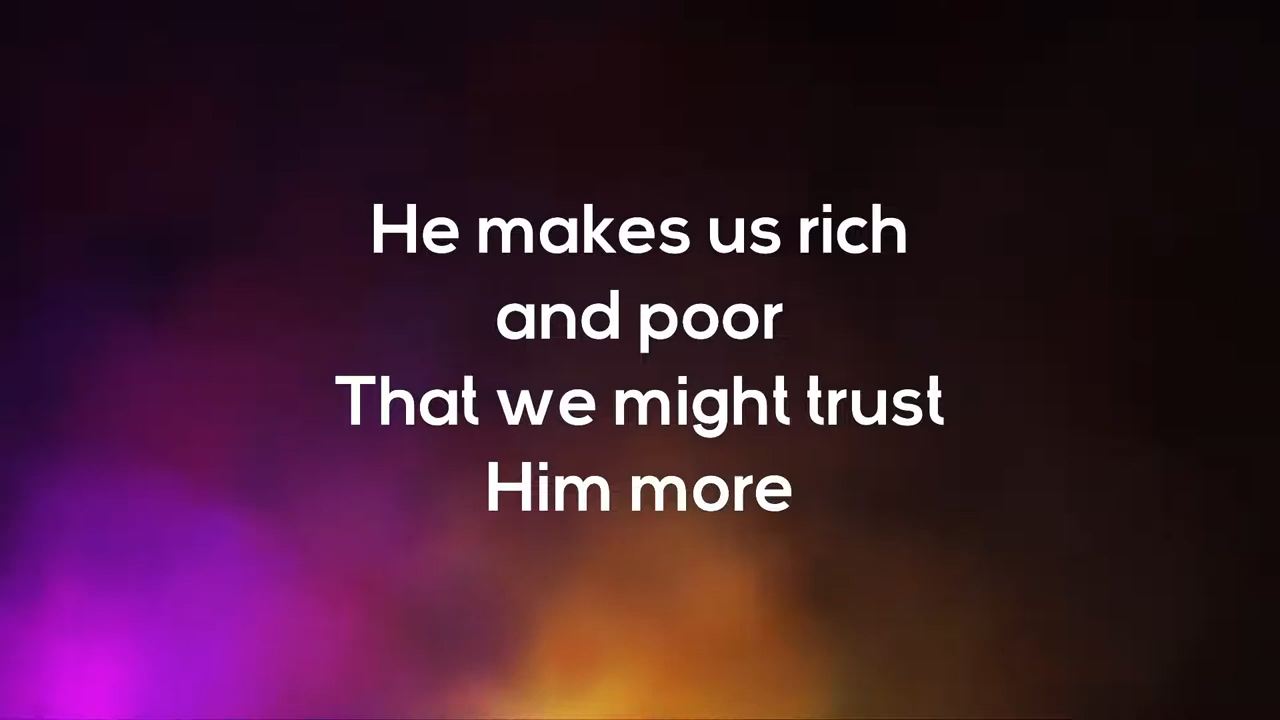 He makes us rich
and poor
That we might trust
Him more